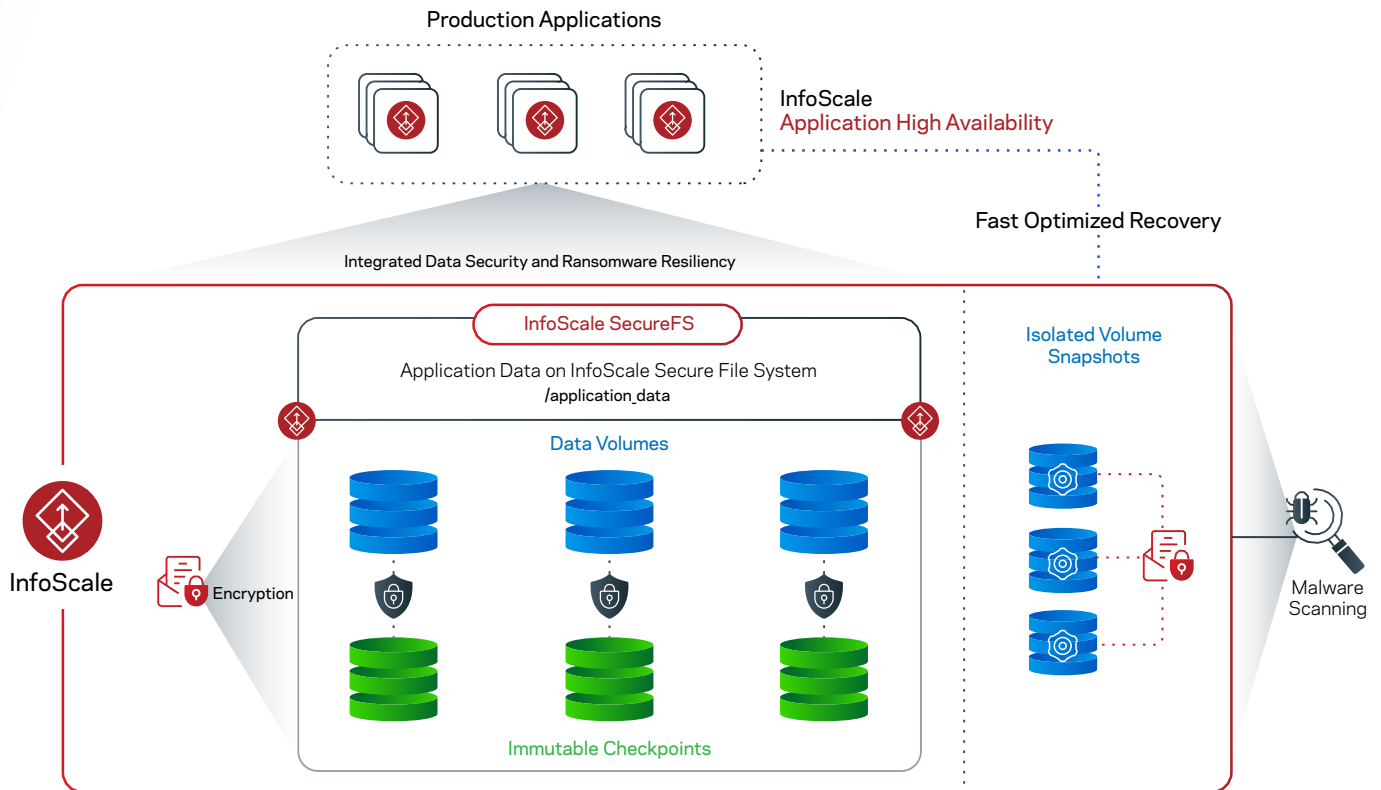 Production Applications
InfoScale
Application High Availability
Fast Optimized Recovery
Integrated Data Security and Ransomware Resiliency
InfoScale SecureFS
Application Data on InfoScale Secure File System
/application_data
Isolated Volume
Snapshots
Data Volumes
InfoScale
Encryption
Malware
Scanning
Immutable Checkpoints